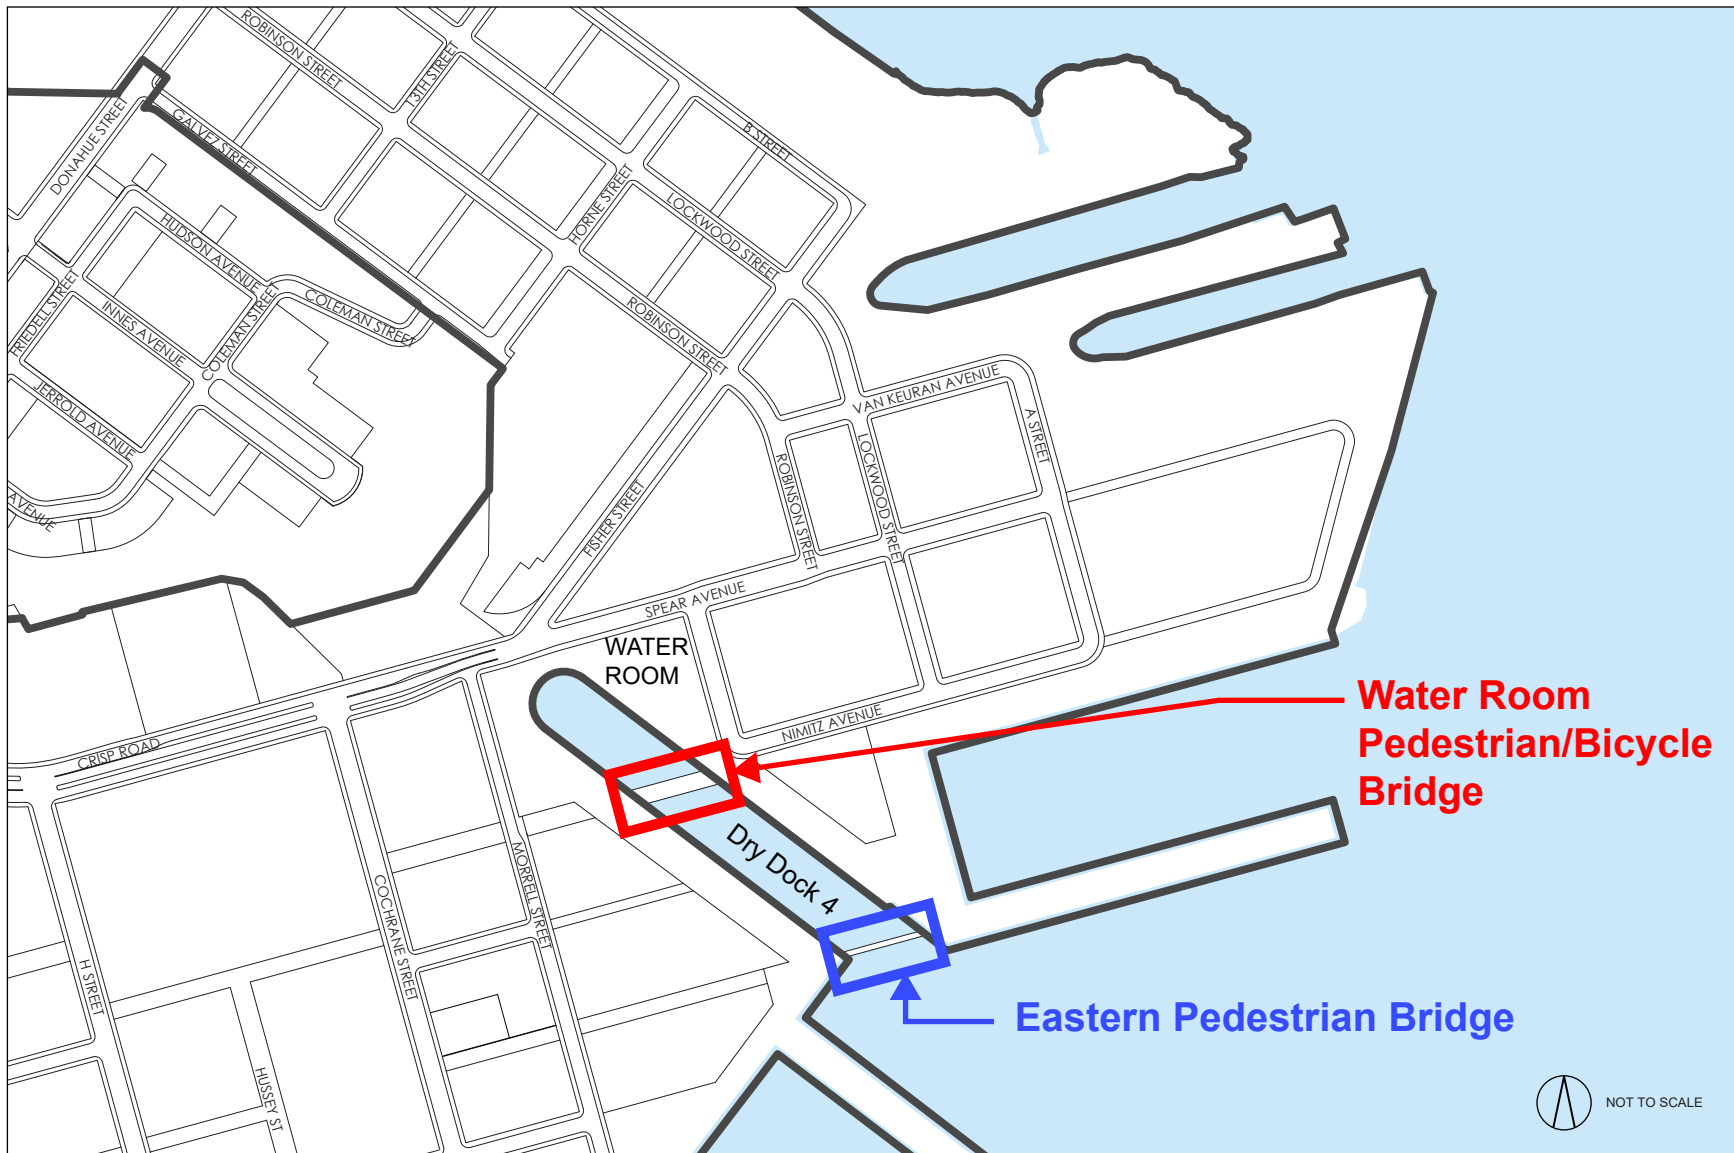 ROBINSON STREET
13TH STREET
B STREET
DONAHUE STREET
GALVEZ STREET
HORNE STREET
LOCKWOOD STREET
HUDSON AVENUE
COLEMAN STREET
COLEMAN STREET
FRIEDELL STREET
INNES AVENUE
JERROLD AVENUE
AVENUE
ROBINSON STREET
VAN KEURAN AVENUE
A STREET
ROBINSON STREET
LOCKWOOD STREET
FISHER STREET
SPEAR AVENUE
WATER
ROOM
NIMITZ AVENUE
CRISP ROAD
Water Room
Pedestrian/Bicycle
Bridge
Dry Dock 4
MORRELL STREET
COCHRANE STREET
H STREET
HUSSEY ST
Eastern Pedestrian Bridge
NOT TO SCALE